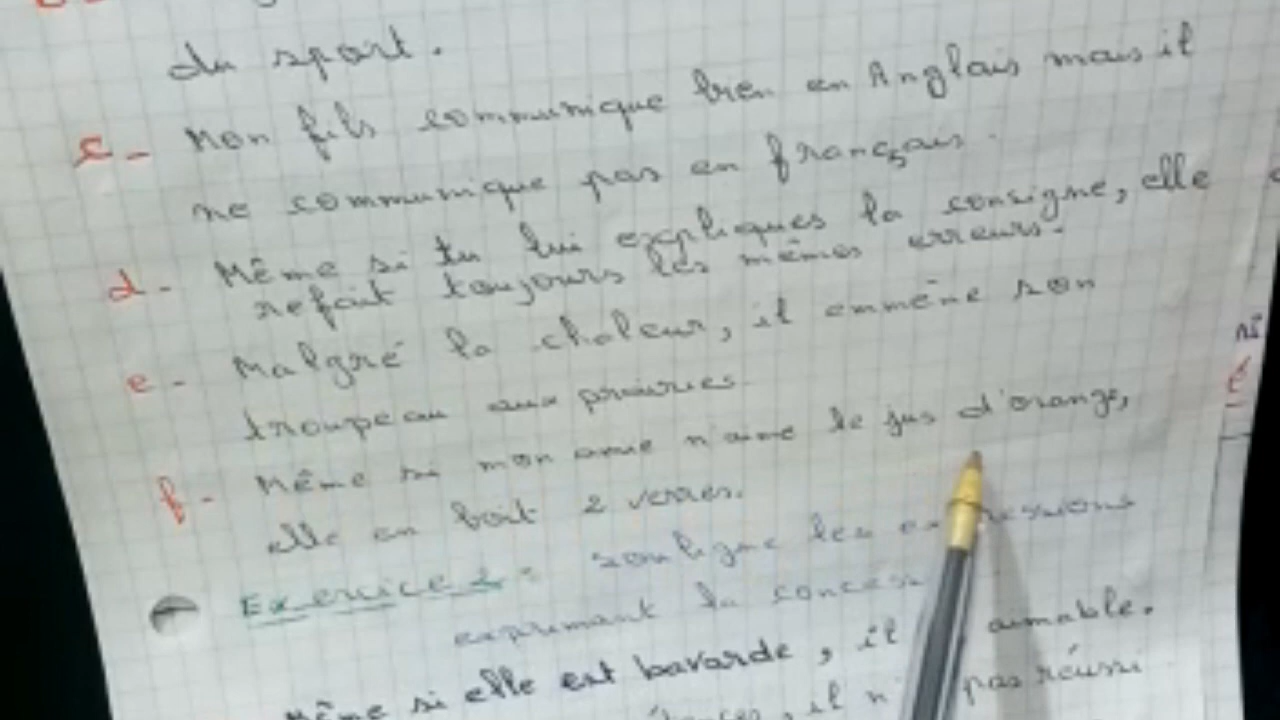 du sport.
c- Mon fils communique bien en Anglais mais il
ne communique pas en français.
d- Même si tu lui expliques la consigne, elle
refait toujours les mêmes erreurs.
e- Malgré la chaleur, il emmène son
troupeau aux prairies.
f- Même si mon amie n'aime le jus d'orange,
elle en boit 2 verres.
Exercice 2: souligne les
exprimant la
Même si elle est bavarde, il aimable.
, il n' pas réussi